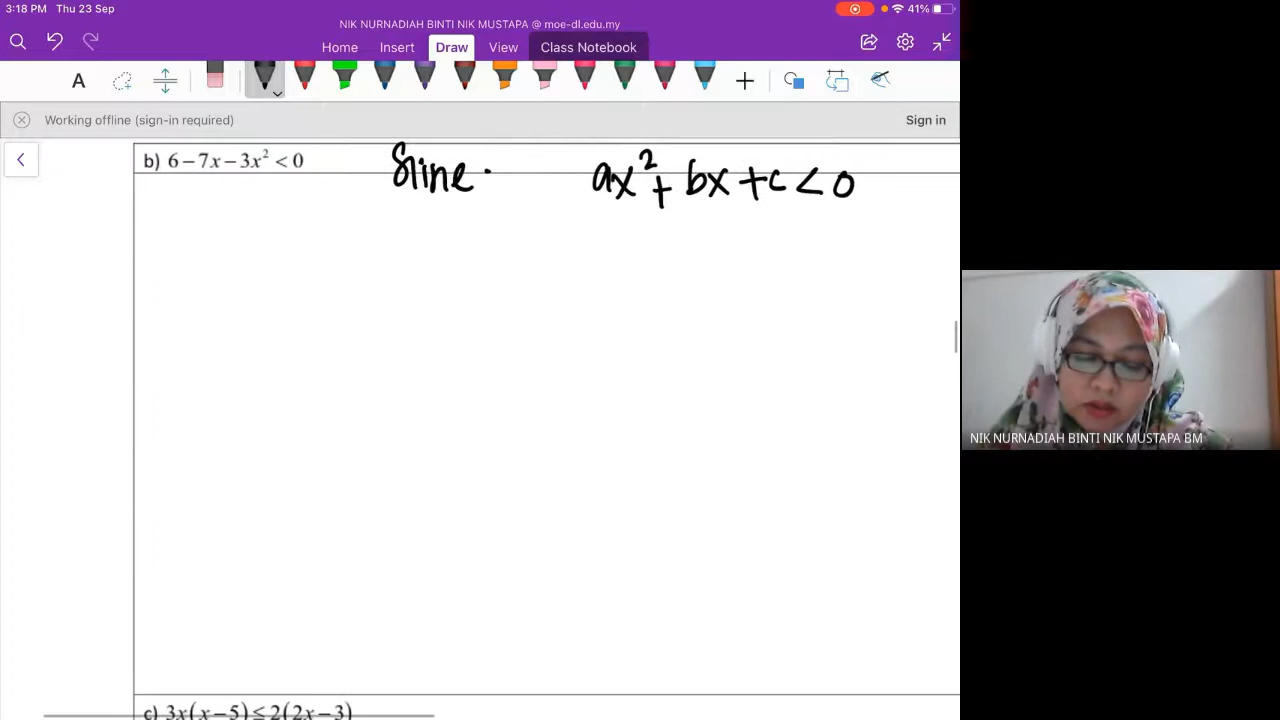 3:18 PM Thu 23 Sep
41%
NIK NURNADIAH BINTI NIK MUSTAPA @ moe-dl.edu.my
Home Insert Draw View Class Notebook
A
Working offline (sign-in required) Sign in
b) 6 – 7x – 3x² < 0
ax² + bx + c < 0
c) 3x(x – 5) ≤ 2(2x – 3)
NIK NURNADIAH BINTI NIK MUSTAPA BM